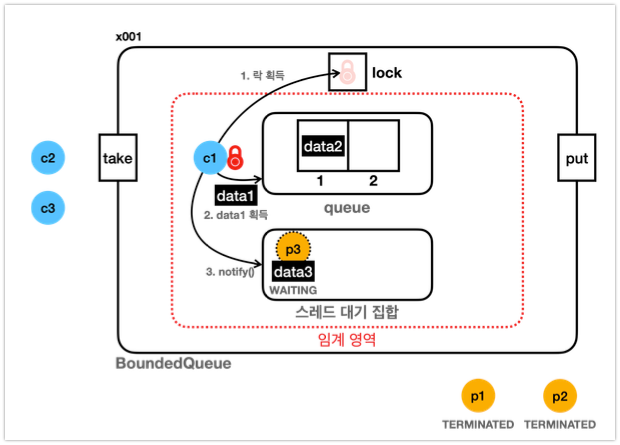 x001
1. 락 획득
lock
c2
take
c1
data2
put
1
2
c3
data1
queue
2. data1 획득
p3
3. notify()
data3
WAITING
스레드 대기 집합
임계 영역
BoundedQueue
p1
p2
TERMINATED
TERMINATED